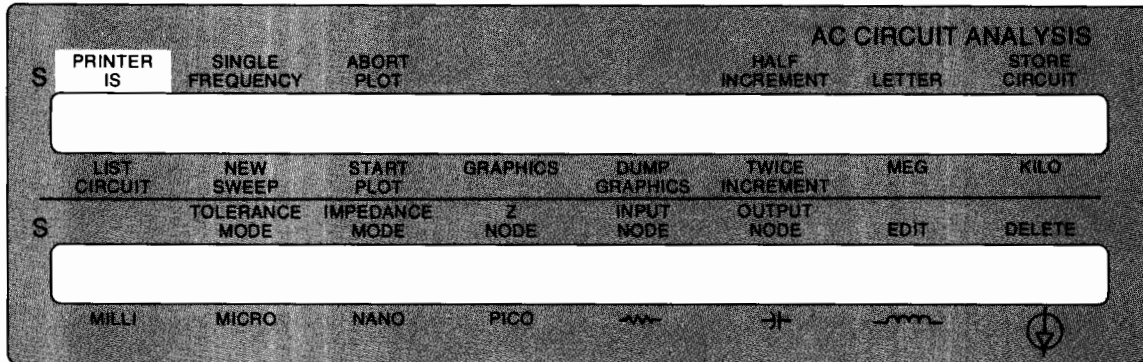 AC CIRCUIT ANALYSIS
S PRINTER IS SINGLE FREQUENCY ABORT PLOT HALF INCREMENT LETTER STORE CIRCUIT
LIST CIRCUIT NEW SWEEP START PLOT GRAPHICS DUMP GRAPHICS TWICE INCREMENT MEG KILO
S TOLERANCE MODE IMPEDANCE MODE Z NODE INPUT NODE OUTPUT NODE EDIT DELETE
MILLI MICRO NANO PICO